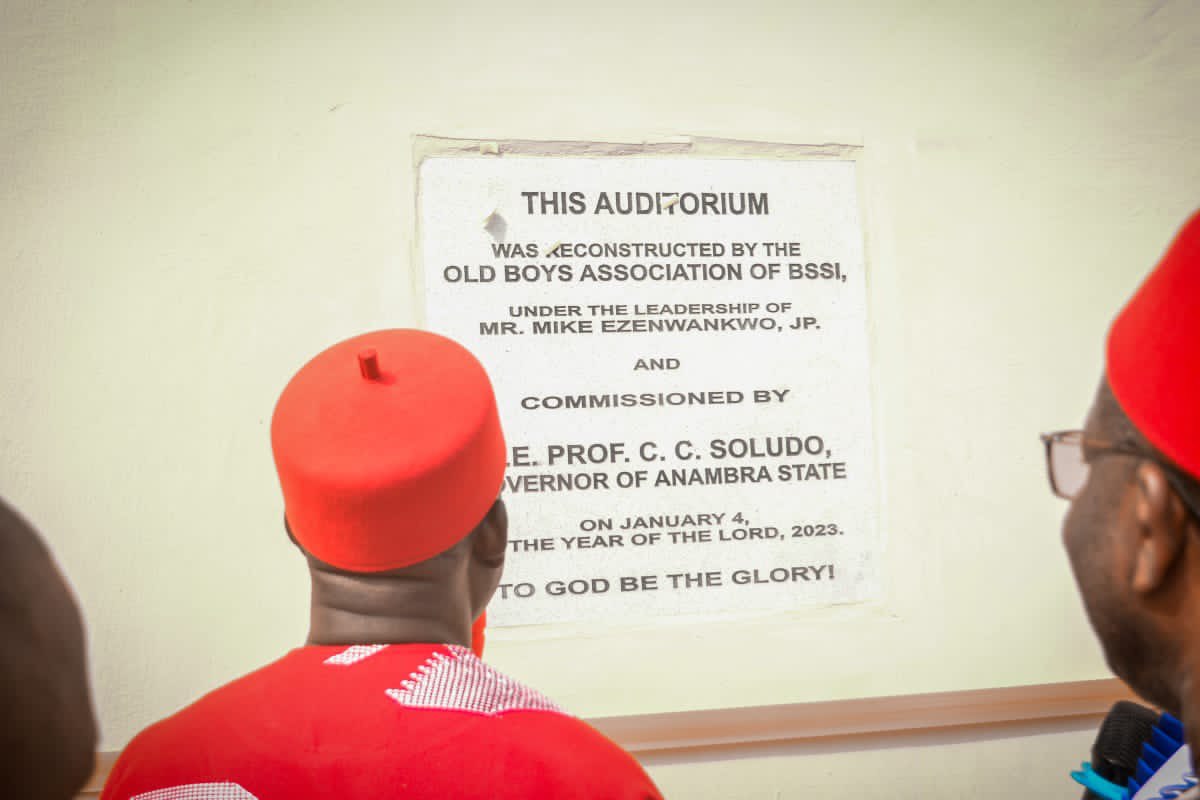 THIS AUDITORIUM
WAS RECONSTRUCTED BY THE
OLD BOYS ASSOCIATION OF BSSI,
UNDER THE LEADERSHIP OF
MR. MIKE EZENWANKWO, JP.
AND
COMMISSIONED BY
.E. PROF. C. C. SOLUDO,
OVERNOR OF ANAMBRA STATE
ON JANUARY 4,
THE YEAR OF THE LORD, 2023.
TO GOD BE THE GLORY!